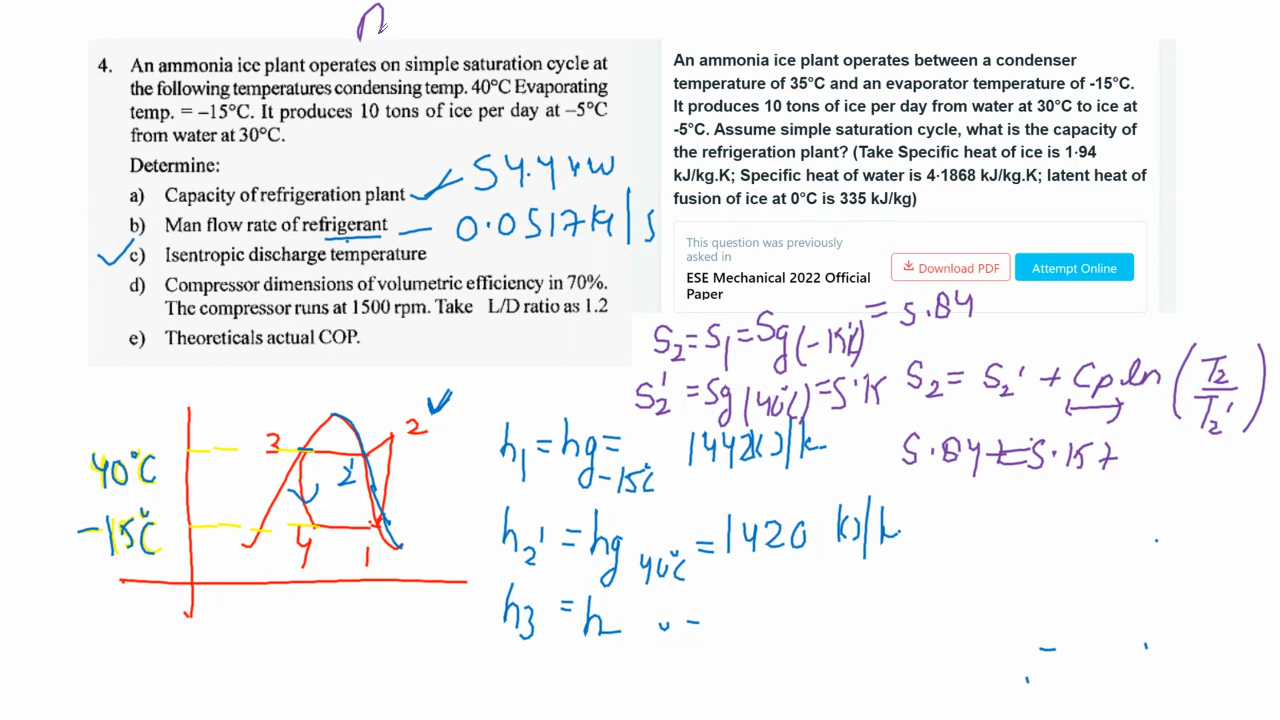 4. An ammonia ice plant operates on simple saturation cycle at
the following temperatures condensing temp. 40°C Evaporating
temp. = –15°C. It produces 10 tons of ice per day at –5°C
from water at 30°C.
Determine:
a) Capacity of refrigeration plant 54.4 kW
b) Man flow rate of refrigerant — 0.0517 kg/s
c) Isentropic discharge temperature
d) Compressor dimensions of volumetric efficiency in 70%.
The compressor runs at 1500 rpm. Take L/D ratio as 1.2
e) Theoreticals actual COP.
An ammonia ice plant operates between a condenser
temperature of 35°C and an evaporator temperature of -15°C.
It produces 10 tons of ice per day from water at 30°C to ice at
-5°C. Assume simple saturation cycle, what is the capacity of
the refrigeration plant? (Take Specific heat of ice is 1·94
kJ/kg.K; Specific heat of water is 4·1868 kJ/kg.K; latent heat of
fusion of ice at 0°C is 335 kJ/kg)
This question was previously
asked in
ESE Mechanical 2022 Official
Paper
Download PDF
Attempt Online
S2 = S1 = Sg(-15°C) = 5.84
S2' = Sg(40°C) = 5.15
S2 = S2' + Cp ln (T2/T2')
5.84 = 5.157
40°C
-15°C
3
2
2'
4
1
h1 = hg -15°C = 1442 kJ/k
h2' = hg 40°C = 1420 kJ/k
h3 = h